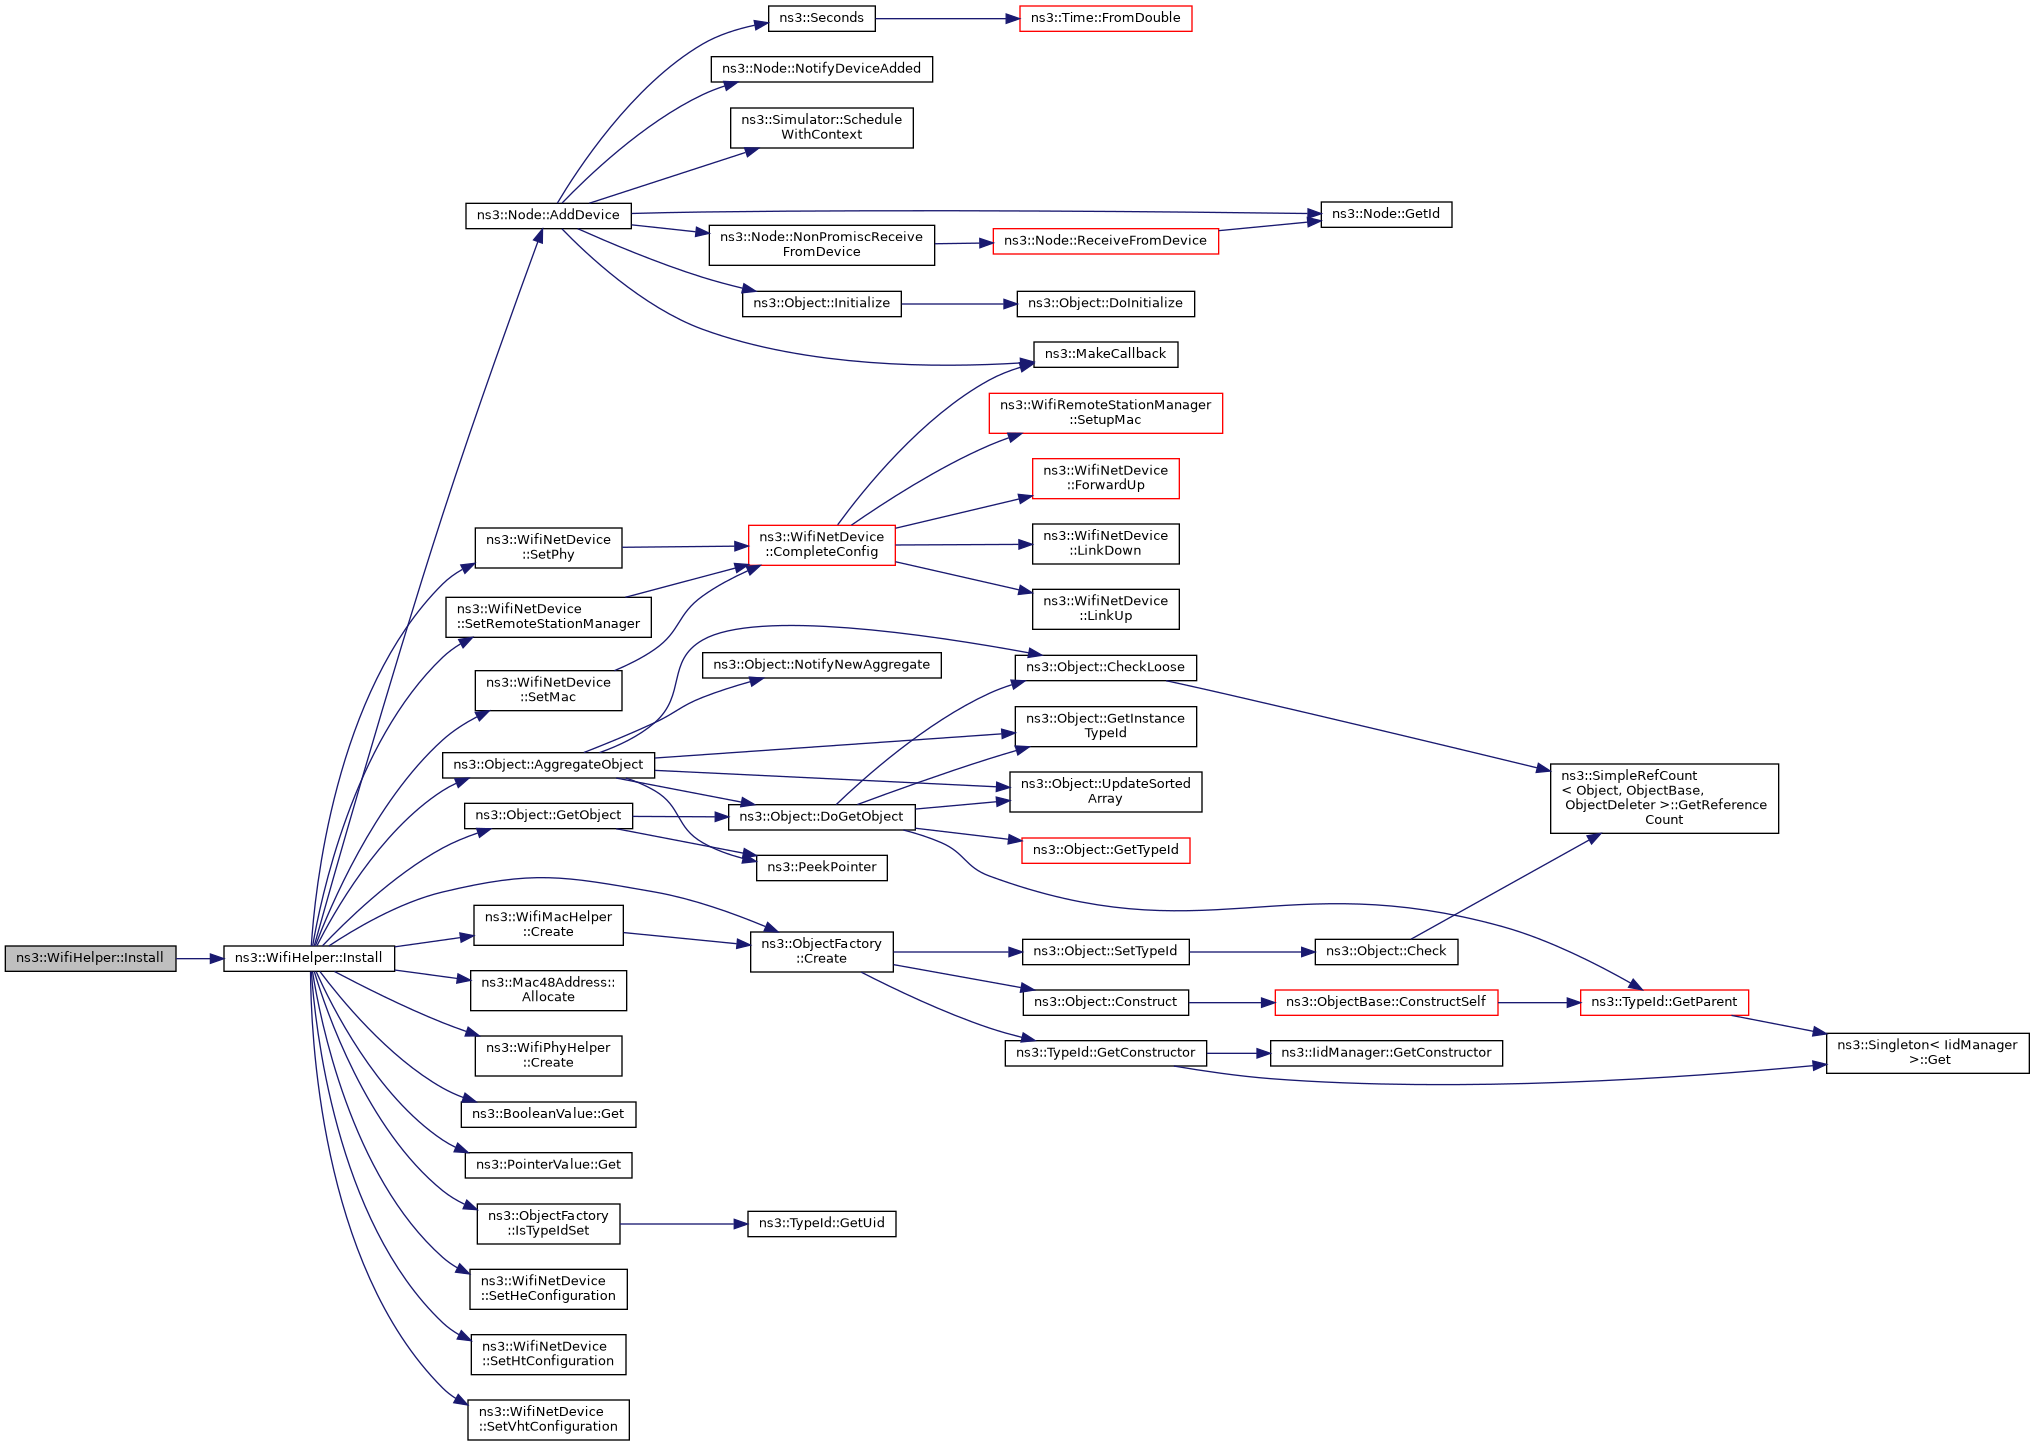 ns3::Seconds
ns3::Time::FromDouble
ns3::Node::NotifyDeviceAdded
ns3::Simulator::Schedule
WithContext
ns3::Node::AddDevice
ns3::Node::GetId
ns3::Node::NonPromiscReceive
FromDevice
ns3::Node::ReceiveFromDevice
ns3::Object::Initialize
ns3::Object::DoInitialize
ns3::MakeCallback
ns3::WifiRemoteStationManager
::SetupMac
ns3::WifiNetDevice
::ForwardUp
ns3::WifiNetDevice
::SetPhy
ns3::WifiNetDevice
::CompleteConfig
ns3::WifiNetDevice
::LinkDown
ns3::WifiNetDevice
::SetRemoteStationManager
ns3::WifiNetDevice
::LinkUp
ns3::Object::NotifyNewAggregate
ns3::Object::CheckLoose
ns3::WifiNetDevice
::SetMac
ns3::Object::GetInstance
TypeId
ns3::Object::AggregateObject
ns3::Object::UpdateSorted
Array
ns3::SimpleRefCount
< Object, ObjectBase,
ObjectDeleter >::GetReference
Count
ns3::Object::GetObject
ns3::Object::DoGetObject
ns3::Object::GetTypeId
ns3::PeekPointer
ns3::WifiMacHelper
::Create
ns3::ObjectFactory
::Create
ns3::Object::SetTypeId
ns3::Object::Check
ns3::WifiHelper::Install
ns3::WifiHelper::Install
ns3::Mac48Address::
Allocate
ns3::Object::Construct
ns3::ObjectBase::ConstructSelf
ns3::TypeId::GetParent
ns3::WifiPhyHelper
::Create
ns3::TypeId::GetConstructor
ns3::IidManager::GetConstructor
ns3::Singleton< IidManager
>::Get
ns3::BooleanValue::Get
ns3::PointerValue::Get
ns3::ObjectFactory
::IsTypeIdSet
ns3::TypeId::GetUid
ns3::WifiNetDevice
::SetHeConfiguration
ns3::WifiNetDevice
::SetHtConfiguration
ns3::WifiNetDevice
::SetVhtConfiguration